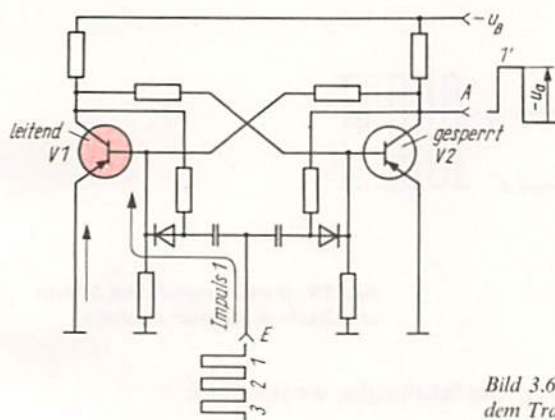 -u_B
1'
A
-u_a
leitend
V1
gesperrt
V2
Impuls 1
E
1
2
3
Bild 3.6
dem Tra